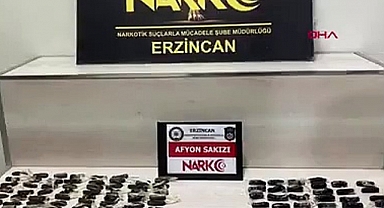 NARKO
DHA
NARKOTİK SUÇLARLA MÜCADELE ŞUBE MÜDÜRLÜĞÜ
ERZİNCAN
ERZİNCAN
AFYON SAKIZI
NARKO